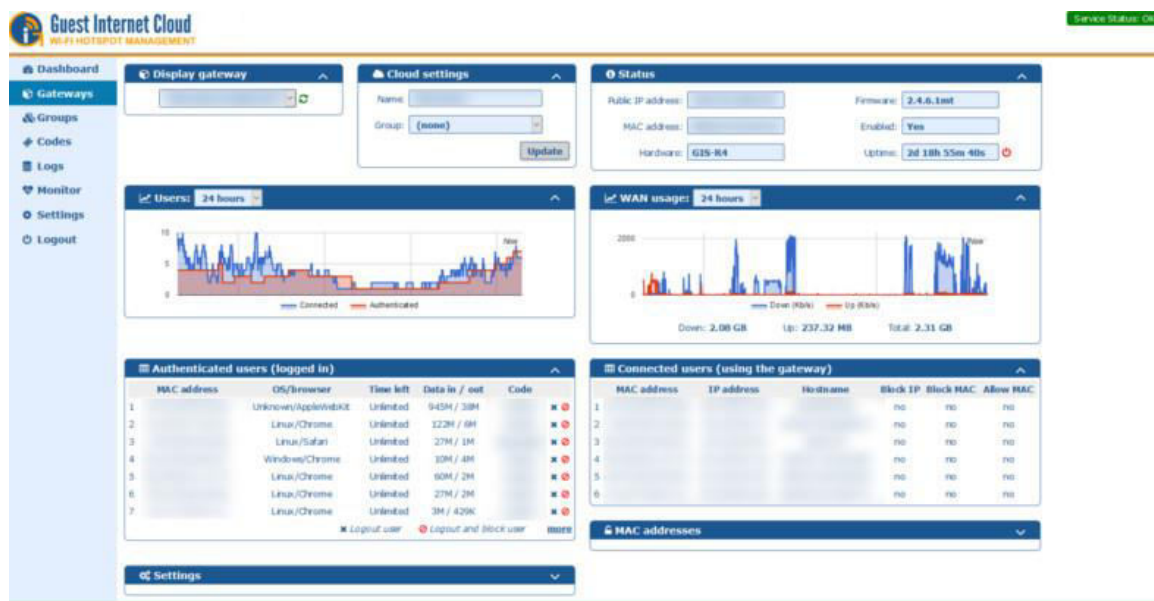 Guest Internet Cloud
WI-FI HOTSPOT MANAGEMENT
Service Status: Ok
Dashboard
Gateways
Groups
Codes
Logs
Monitor
Settings
Logout
Display gateway
Cloud settings
Name:
Group: (none)
Update
Status
Public IP address:
MAC address:
Hardware: GIS-R4
Firmware: 2.4.6.1mt
Enabled: Yes
Uptime: 2d 18h 55m 40s
Users: 24 hours
10
5
0
Now
Connected Authenticated
WAN usage: 24 hours
2000
0
Now
Down (Kb/s) Up (Kb/s)
Down: 2.08 GB Up: 237.32 MB Total: 2.31 GB
Authenticated users (logged in)
MAC address OS/browser Time left Data in / out Code
1 Unknown/AppleWebKit Unlimited 945M / 38M
2 Linux/Chrome Unlimited 122M / 6M
3 Linux/Safari Unlimited 27M / 1M
4 Windows/Chrome Unlimited 10M / 4M
5 Linux/Chrome Unlimited 60M / 2M
6 Linux/Chrome Unlimited 27M / 2M
7 Linux/Chrome Unlimited 3M / 429K
Logout user Logout and block user more
Connected users (using the gateway)
MAC address IP address Hostname Block IP Block MAC Allow MAC
1 no no no
2 no no no
3 no no no
4 no no no
5 no no no
6 no no no
MAC addresses
Settings